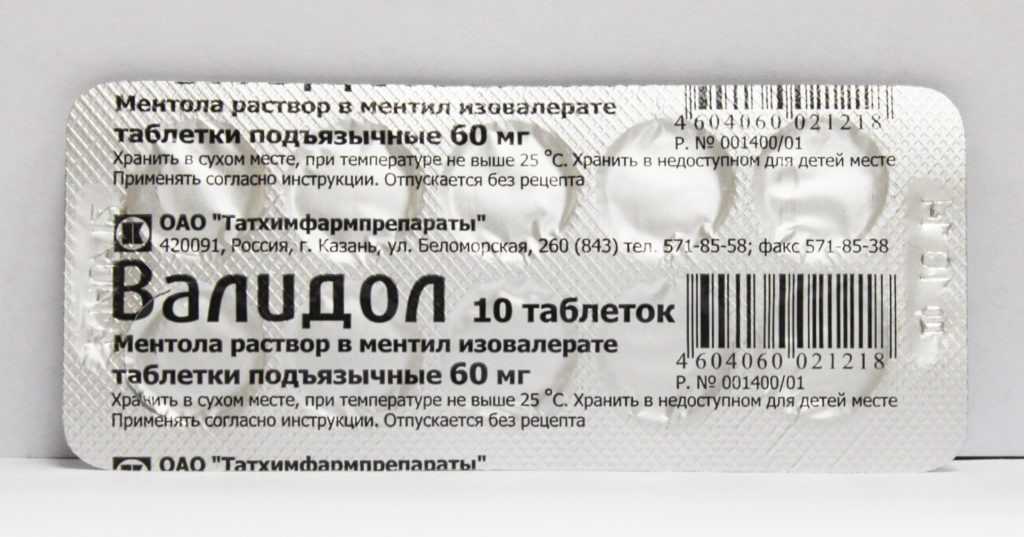 Ментола раствор в ментил изовалерате
таблетки подъязычные 60 мг
4 604060 021218
Р. № 001400/01
Хранить в сухом месте, при температуре не выше 25 °С. Хранить в недоступном для детей месте
Применять согласно инструкции. Отпускается без рецепта
ОАО "Татхимфармпрепараты"
420091, Россия, г. Казань, ул. Беломорская, 260 (843) тел. 571-85-58; факс 571-85-38
Валидол 10 таблеток
Ментола раствор в ментил изовалерате
4 604060 021218
таблетки подъязычные 60 мг
Р. № 001400/01
Хранить в сухом месте, при температуре не выше 25 °С. Хранить в недоступном для детей месте
Применять согласно инструкции. Отпускается без рецепта
ОАО "Татхимфармпрепараты"